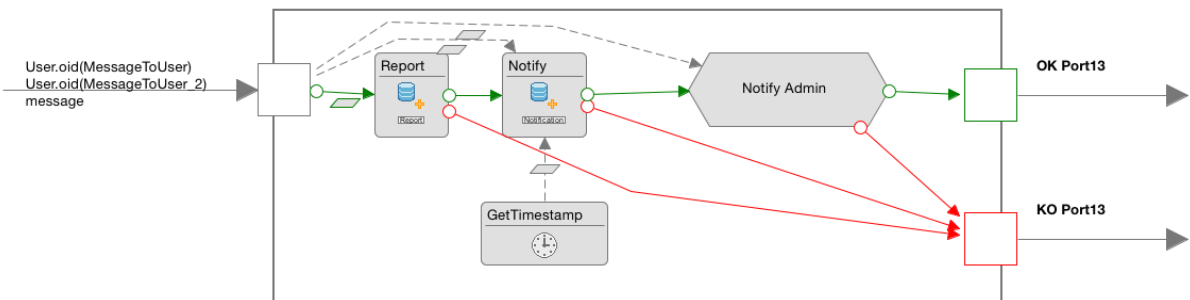 User.oid(MessageToUser)
User.oid(MessageToUser_2)
message
Report
Report
Notify
Notification
Notify Admin
GetTimestamp
OK Port13
KO Port13